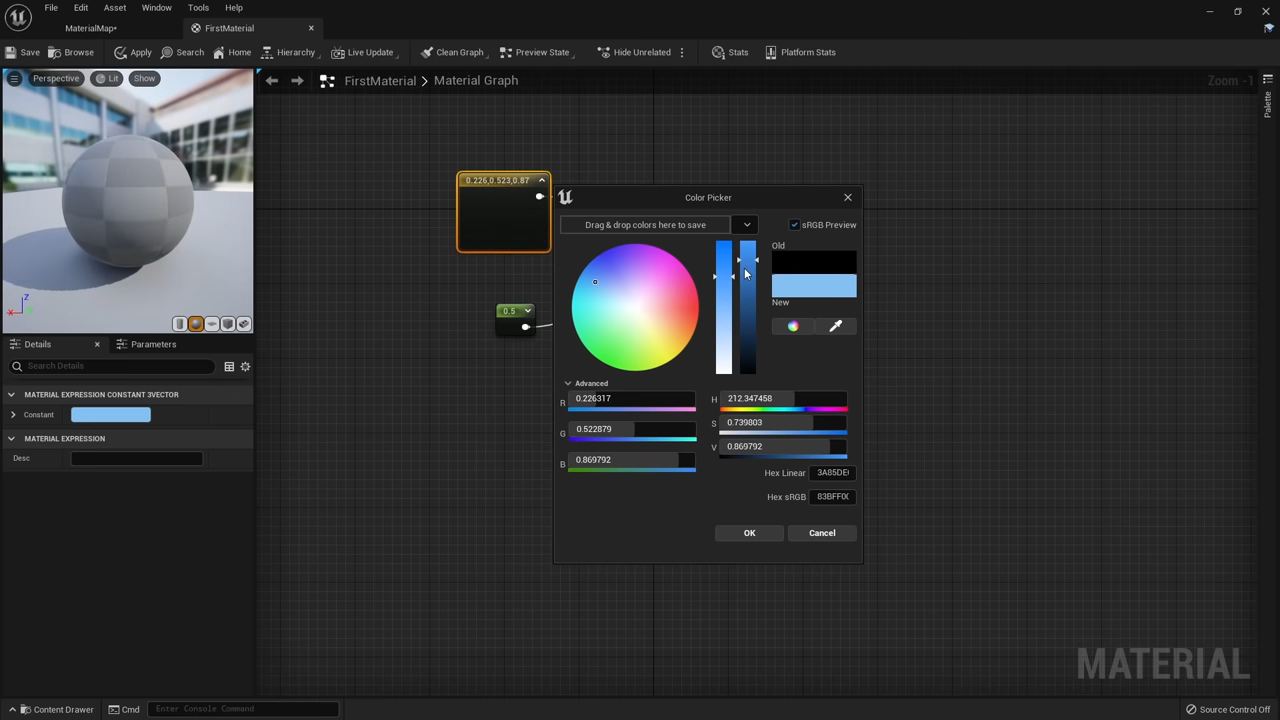 File Edit Asset Window Tools Help
MaterialMap* FirstMaterial
Save Browse Apply Search Home Hierarchy Live Update Clean Graph Preview State Hide Unrelated Stats Platform Stats
Perspective Lit Show
FirstMaterial > Material Graph
Zoom -1
Palette
0.226,0.523,0.87
0.5
Z
X
Details
Parameters
Search Details
MATERIAL EXPRESSION CONSTANT 3VECTOR
Constant
MATERIAL EXPRESSION
Desc
Color Picker
Drag & drop colors here to save
sRGB Preview
Old
New
Advanced
R 0.226317
G 0.522879
B 0.869792
H 212.347458
S 0.739803
V 0.869792
Hex Linear 3A85DE
Hex sRGB 83BFF0
OK Cancel
MATERIAL
Content Drawer Cmd Enter Console Command
Source Control Off